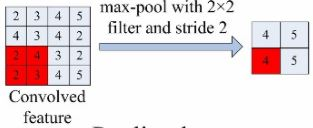 max-pool with 2×2
filter and stride 2
2 3 4 5
4 3 4 2
2 4 3 2
2 3 4 5
4 5
4 5
Convolved
feature